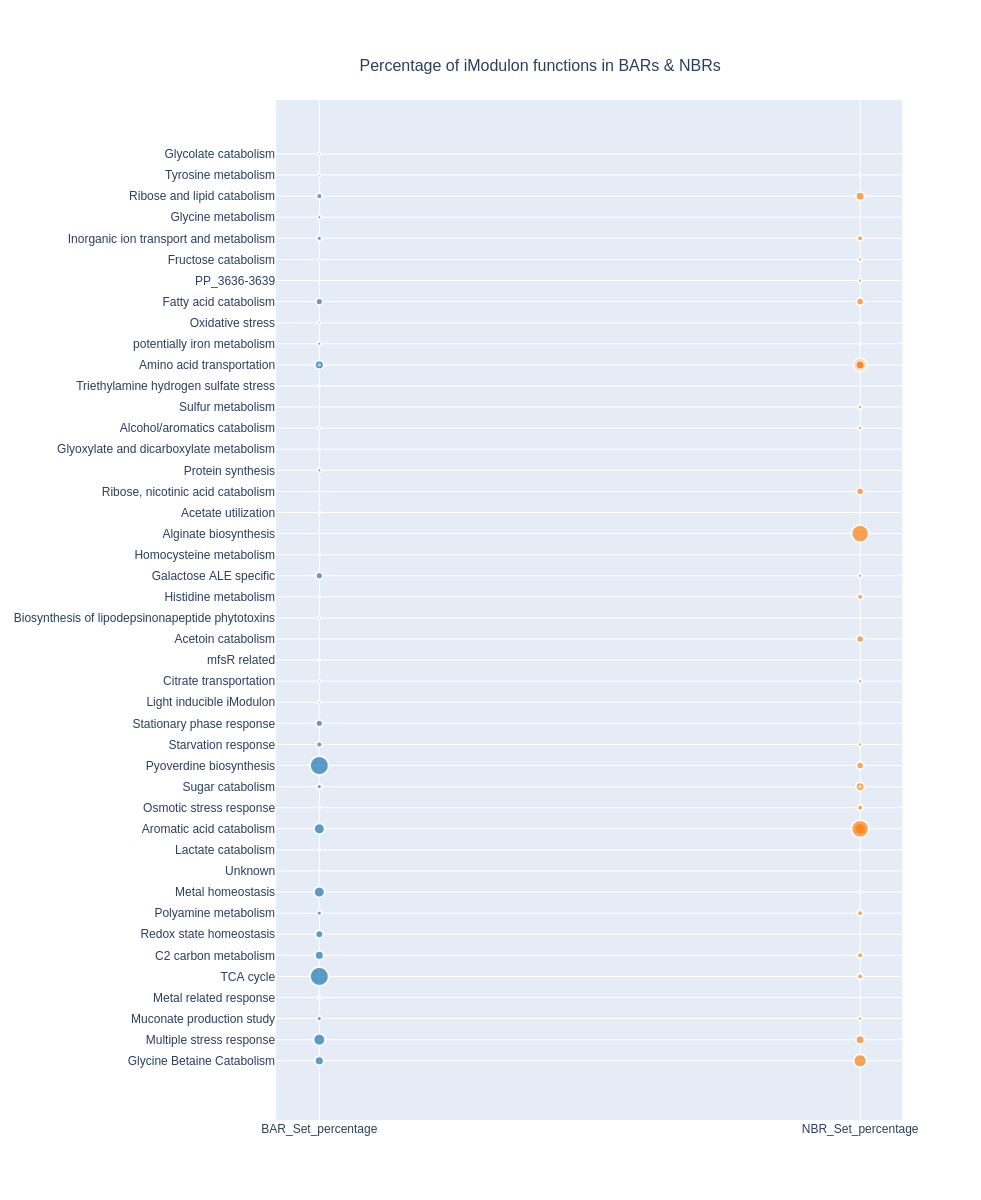 Percentage of iModulon functions in BARs & NBRs
Glycolate catabolism
Tyrosine metabolism
Ribose and lipid catabolism
Glycine metabolism
Inorganic ion transport and metabolism
Fructose catabolism
PP_3636-3639
Fatty acid catabolism
Oxidative stress
potentially iron metabolism
Amino acid transportation
Triethylamine hydrogen sulfate stress
Sulfur metabolism
Alcohol/aromatics catabolism
Glyoxylate and dicarboxylate metabolism
Protein synthesis
Ribose, nicotinic acid catabolism
Acetate utilization
Alginate biosynthesis
Homocysteine metabolism
Galactose ALE specific
Histidine metabolism
Biosynthesis of lipodepsinonapeptide phytotoxins
Acetoin catabolism
mfsR related
Citrate transportation
Light inducible iModulon
Stationary phase response
Starvation response
Pyoverdine biosynthesis
Sugar catabolism
Osmotic stress response
Aromatic acid catabolism
Lactate catabolism
Unknown
Metal homeostasis
Polyamine metabolism
Redox state homeostasis
C2 carbon metabolism
TCA cycle
Metal related response
Muconate production study
Multiple stress response
Glycine Betaine Catabolism
BAR_Set_percentage
NBR_Set_percentage